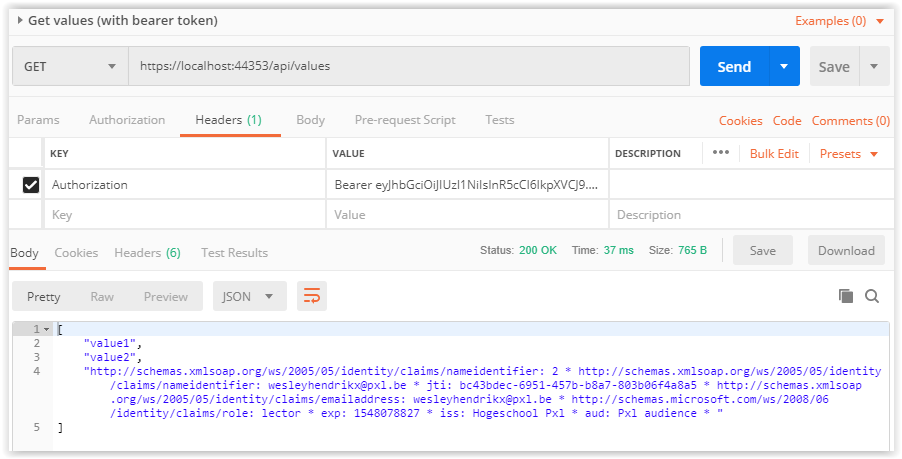 Get values (with bearer token) Examples (0)
GET https://localhost:44353/api/values Send Save
Params Authorization Headers (1) Body Pre-request Script Tests Cookies Code Comments (0)
KEY VALUE DESCRIPTION ••• Bulk Edit Presets
Authorization Bearer eyJhbGciOiJIUzI1NiIsInR5cCI6IkpXVCJ9....
Key Value Description
Body Cookies Headers (6) Test Results Status: 200 OK Time: 37 ms Size: 765 B Save Download
Pretty Raw Preview JSON
1 [
2 "value1",
3 "value2",
4 "http://schemas.xmlsoap.org/ws/2005/05/identity/claims/nameidentifier: 2 * http://schemas.xmlsoap.org/ws/2005/05/identity
/claims/nameidentifier: wesleyhendrikx@pxl.be * jti: bc43bdec-6951-457b-b8a7-803b06f4a8a5 * http://schemas.xmlsoap
.org/ws/2005/05/identity/claims/emailaddress: wesleyhendrikx@pxl.be * http://schemas.microsoft.com/ws/2008/06
/identity/claims/role: lector * exp: 1548078827 * iss: Hogeschool Pxl * aud: Pxl audience * "
5 ]